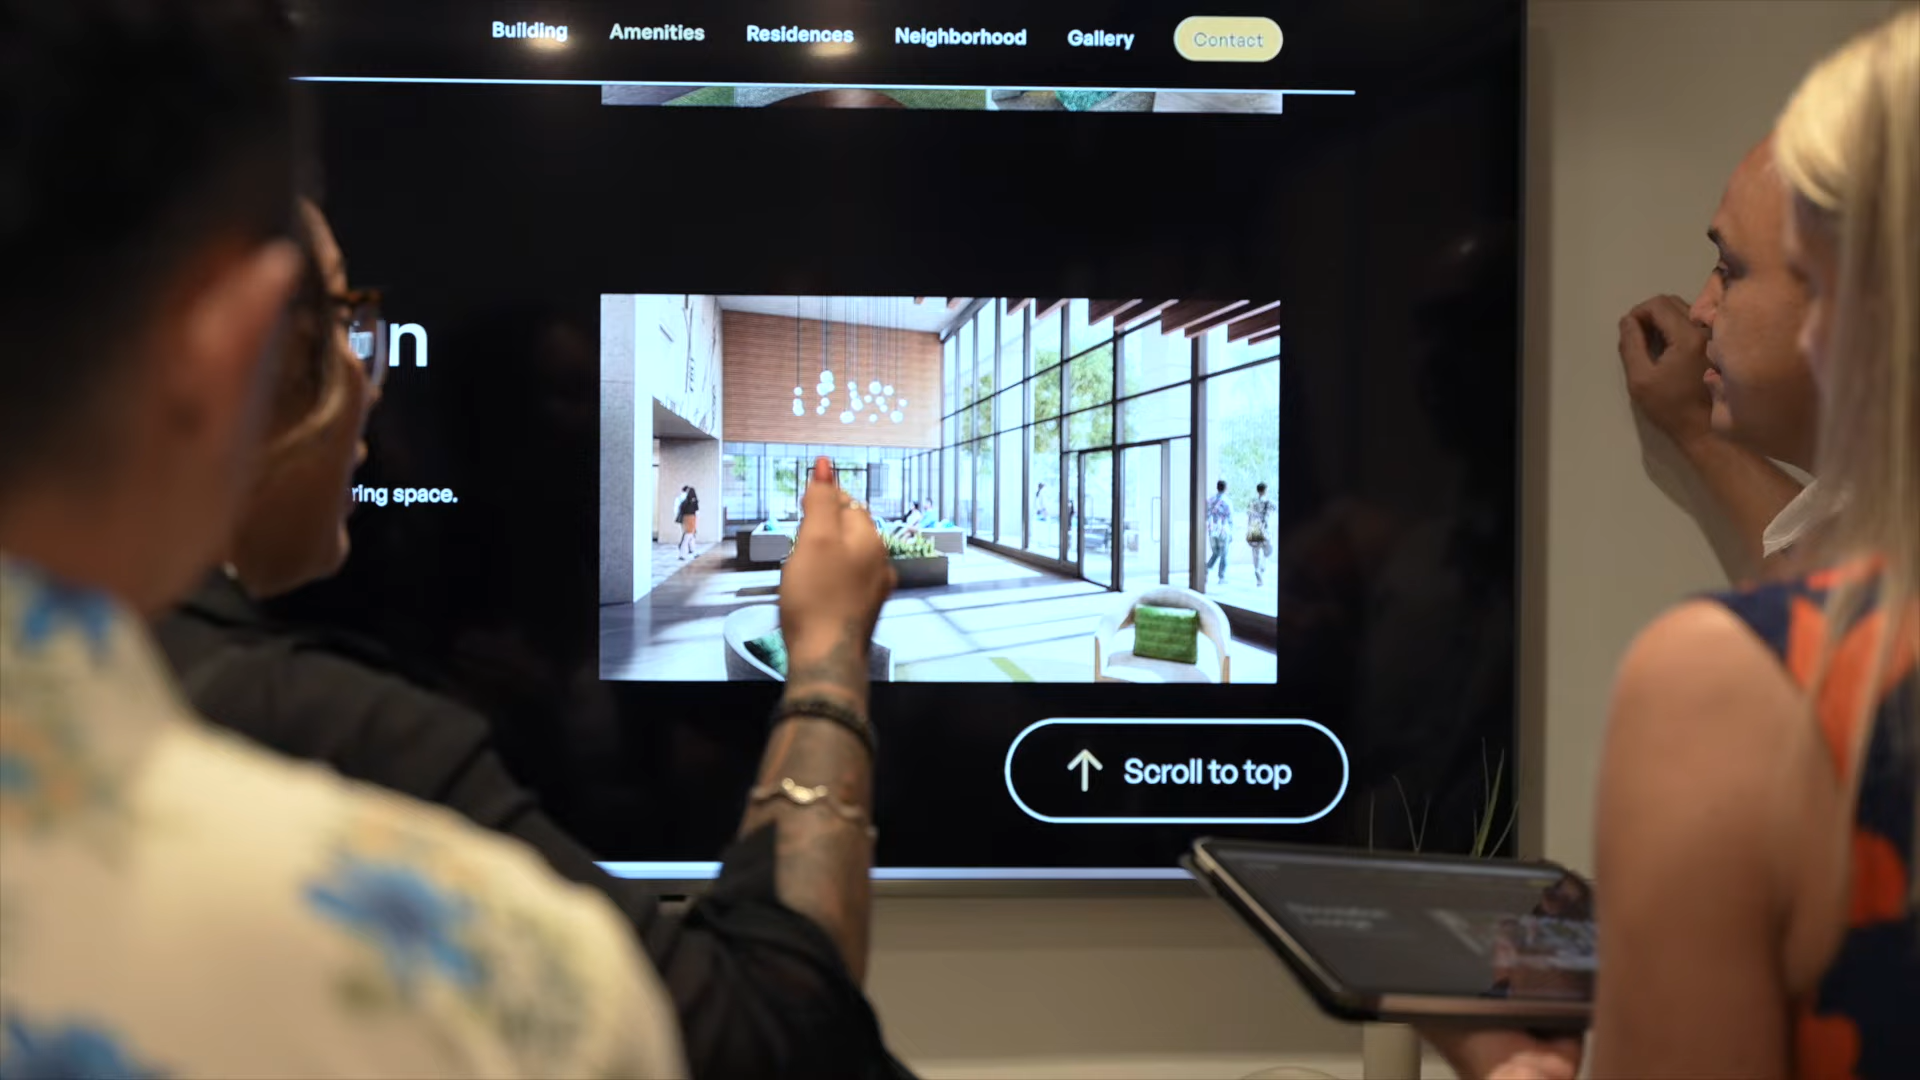 Building Amenities Residences Neighborhood Gallery Contact
n
ring space.
Scroll to top